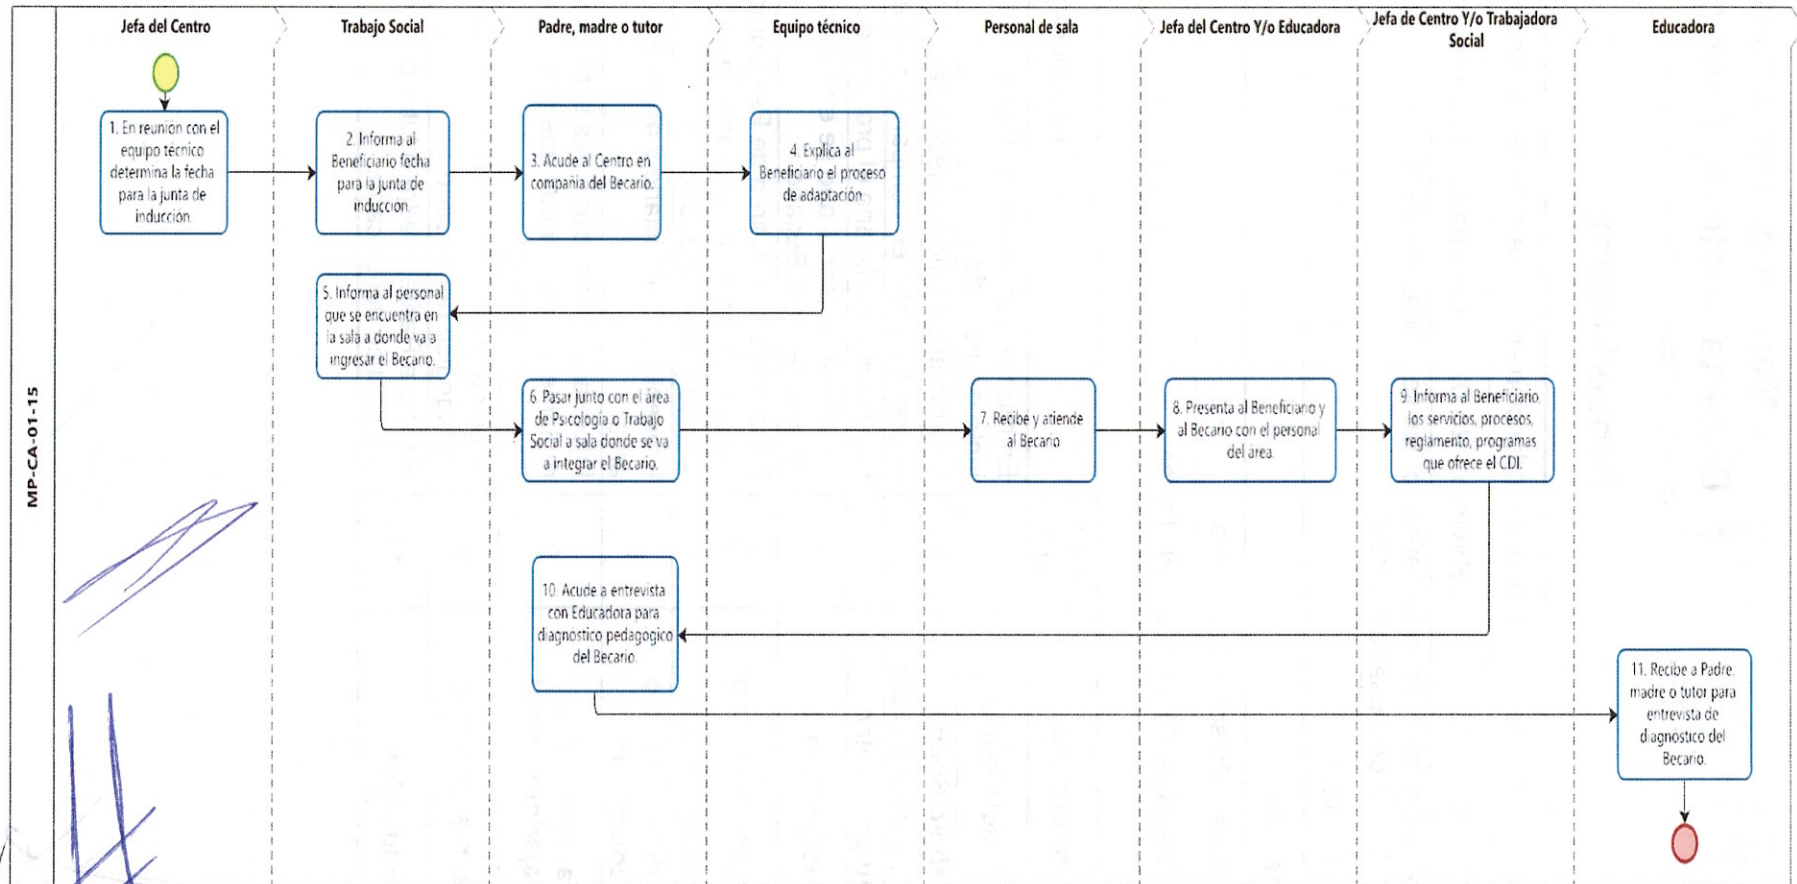 Jefa del Centro
Trabajo Social
Padre, madre o tutor
Equipo técnico
Personal de sala
Jefa del Centro Y/o Educadora
Jefa de Centro Y/o Trabajadora
Social
Educadora
MP-CA-01-15
1. En reunión con el
equipo técnico
determina la fecha
para la junta de
inducción.
2. Informa al
Beneficiario fecha
para la junta de
inducción.
3. Acude al Centro en
compañia del Becario.
4. Explica al
Beneficiario el proceso
de adaptación.
5. Informa al personal
que se encuentra en
la sala a donde va a
ingresar el Becario.
6. Pasar junto con el área
de Psicología o Trabajo
Social a sala donde se va
a integrar el Becario.
7. Recibe y atiende
al Becario
8. Presenta al Beneficiario y
al Becario con el personal
del área.
9. Informa al Beneficiario,
los servicios, procesos,
reglamento, programas
que ofrece el CDI.
10. Acude a entrevista
con Educadora para
diagnostico pedagogico
del Becario.
11. Recibe a Padre,
madre o tutor para
entrevista de
diagnóstico del
Becario.